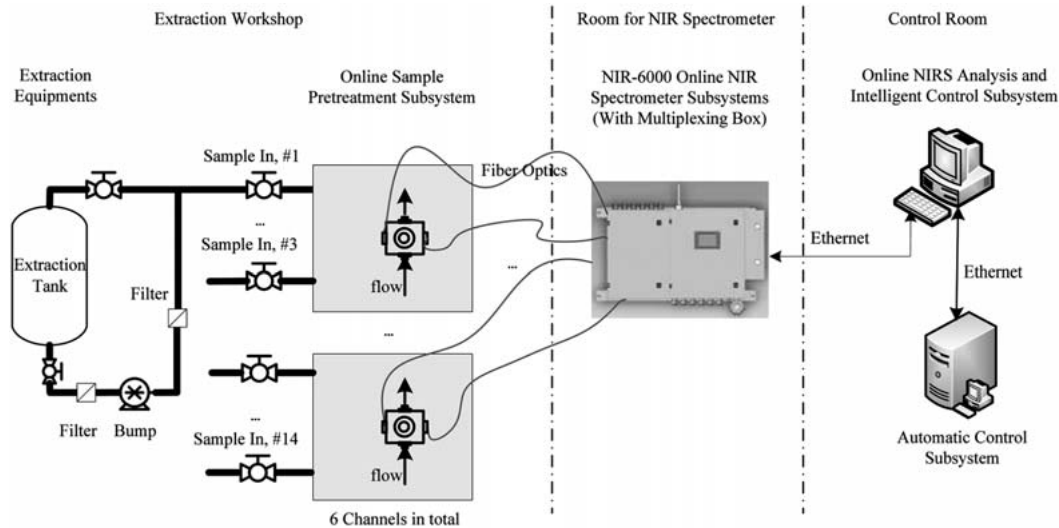 Extraction Workshop
Room for NIR Spectrometer
Control Room
Extraction
Equipments
Online Sample
Pretreatment Subsystem
NIR-6000 Online NIR
Spectrometer Subsystems
(With Multiplexing Box)
Online NIRS Analysis and
Intelligent Control Subsystem
Sample In, #1
Fiber Optics
...
Sample In, #3
Extraction
Tank
Filter
flow
...
Ethernet
Ethernet
...
Filter
Bump
...
Sample In, #14
flow
Automatic Control
Subsystem
6 Channels in total